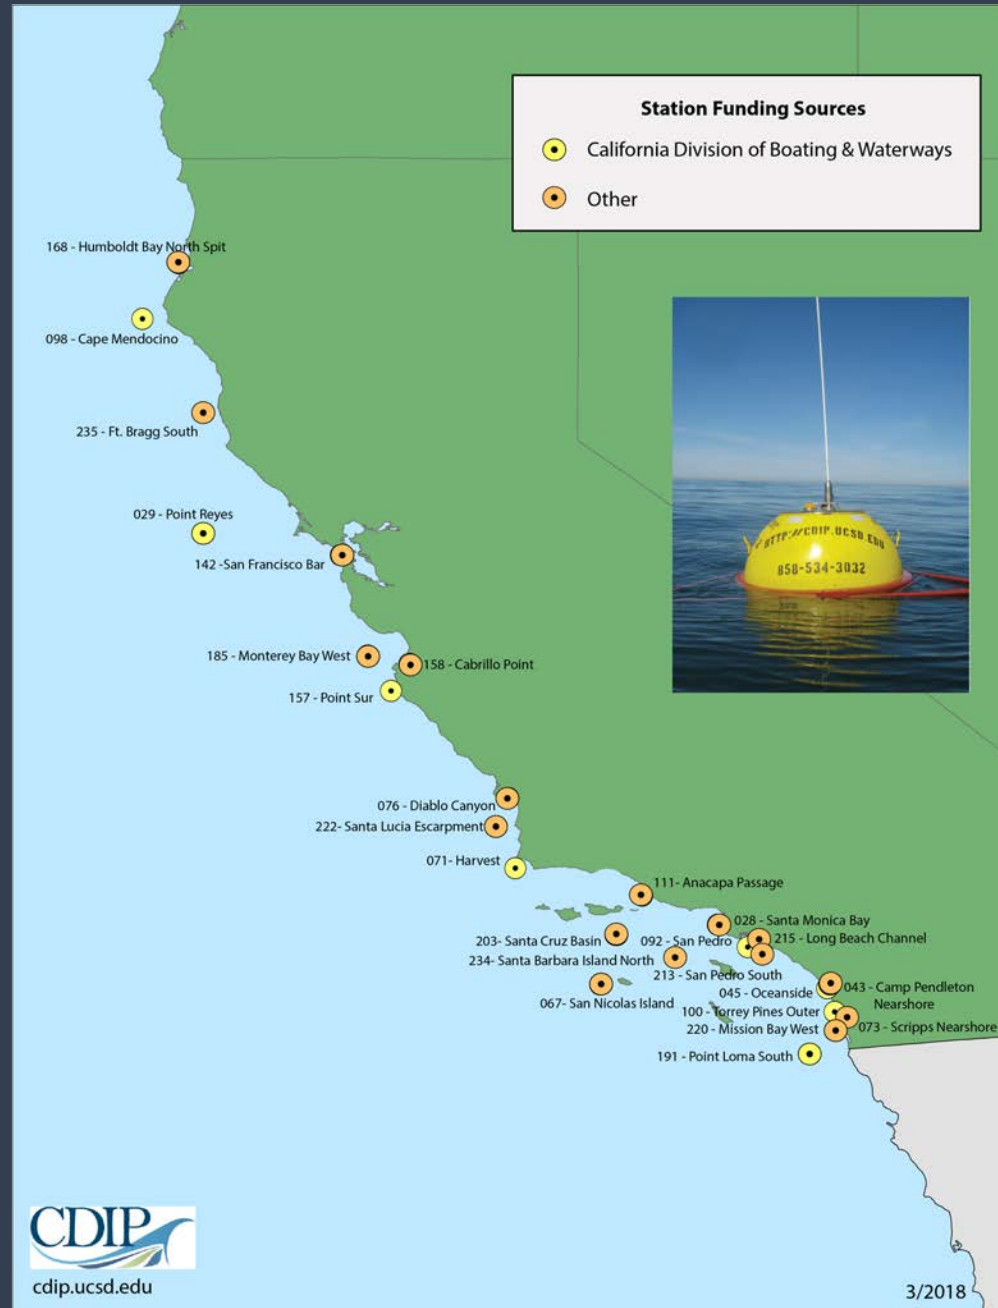 Station Funding Sources
California Division of Boating & Waterways
Other
168 - Humboldt Bay North Spit
098 - Cape Mendocino
235 - Ft. Bragg South
029 - Point Reyes
142 -San Francisco Bar
HTTP://CDIP.UCSD.EDU
858-534-3032
185 - Monterey Bay West
158 - Cabrillo Point
157 - Point Sur
076 - Diablo Canyon
222- Santa Lucia Escarpment
071- Harvest
111- Anacapa Passage
028 - Santa Monica Bay
203- Santa Cruz Basin
092 - San Pedro
215 - Long Beach Channel
234- Santa Barbara Island North
213 - San Pedro South
067- San Nicolas Island
045 - Oceanside
043 - Camp Pendleton
Nearshore
100 - Torrey Pines Outer
073 - Scripps Nearshore
220 - Mission Bay West
191 - Point Loma South
CDIP
cdip.ucsd.edu
3/2018